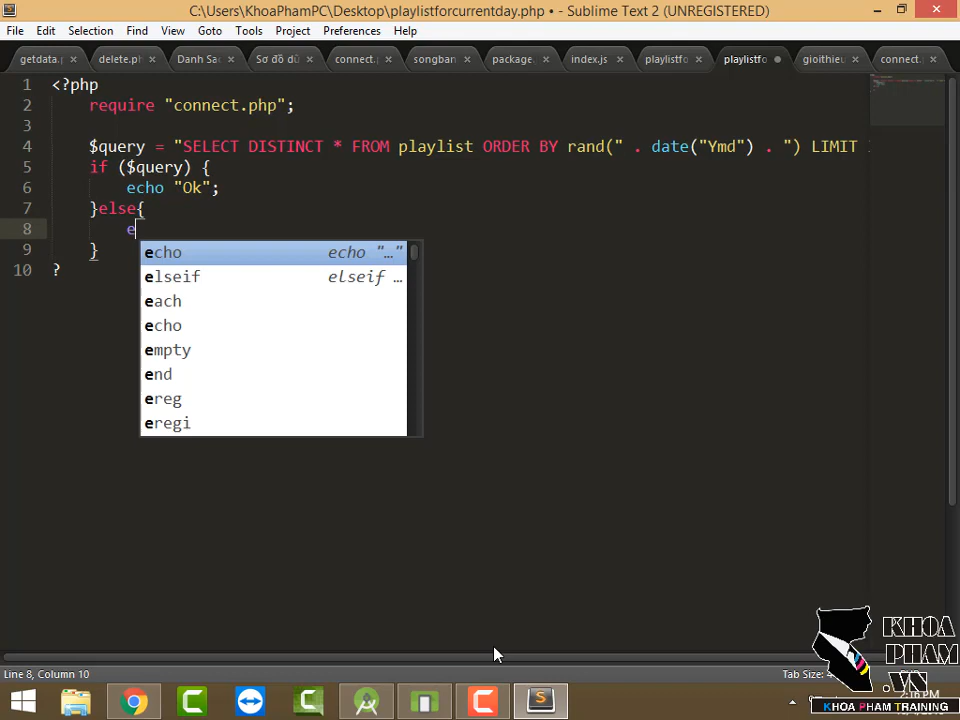 C:\Users\KhoaPhamPC\Desktop\playlistforcurrentday.php • - Sublime Text 2 (UNREGISTERED)
File Edit Selection Find View Goto Tools Project Preferences Help
getdata. delete.ph Danh Sac Sơ đồ dũ connect. songban package. index.js playlistfo playlistfo gioithieu connect.
1 <?php
2 require "connect.php";
3
4 $query = "SELECT DISTINCT * FROM playlist ORDER BY rand(" . date("Ymd") . ") LIMIT
5 if ($query) {
6 echo "Ok";
7 }else{
8 e
9 }
10 ?
echo echo "…"
elseif elseif …
each
echo
empty
end
ereg
eregi
KHOA
PHAM
VN
Line 8, Column 10 Tab Size:
KHOA PHAM TRAINING